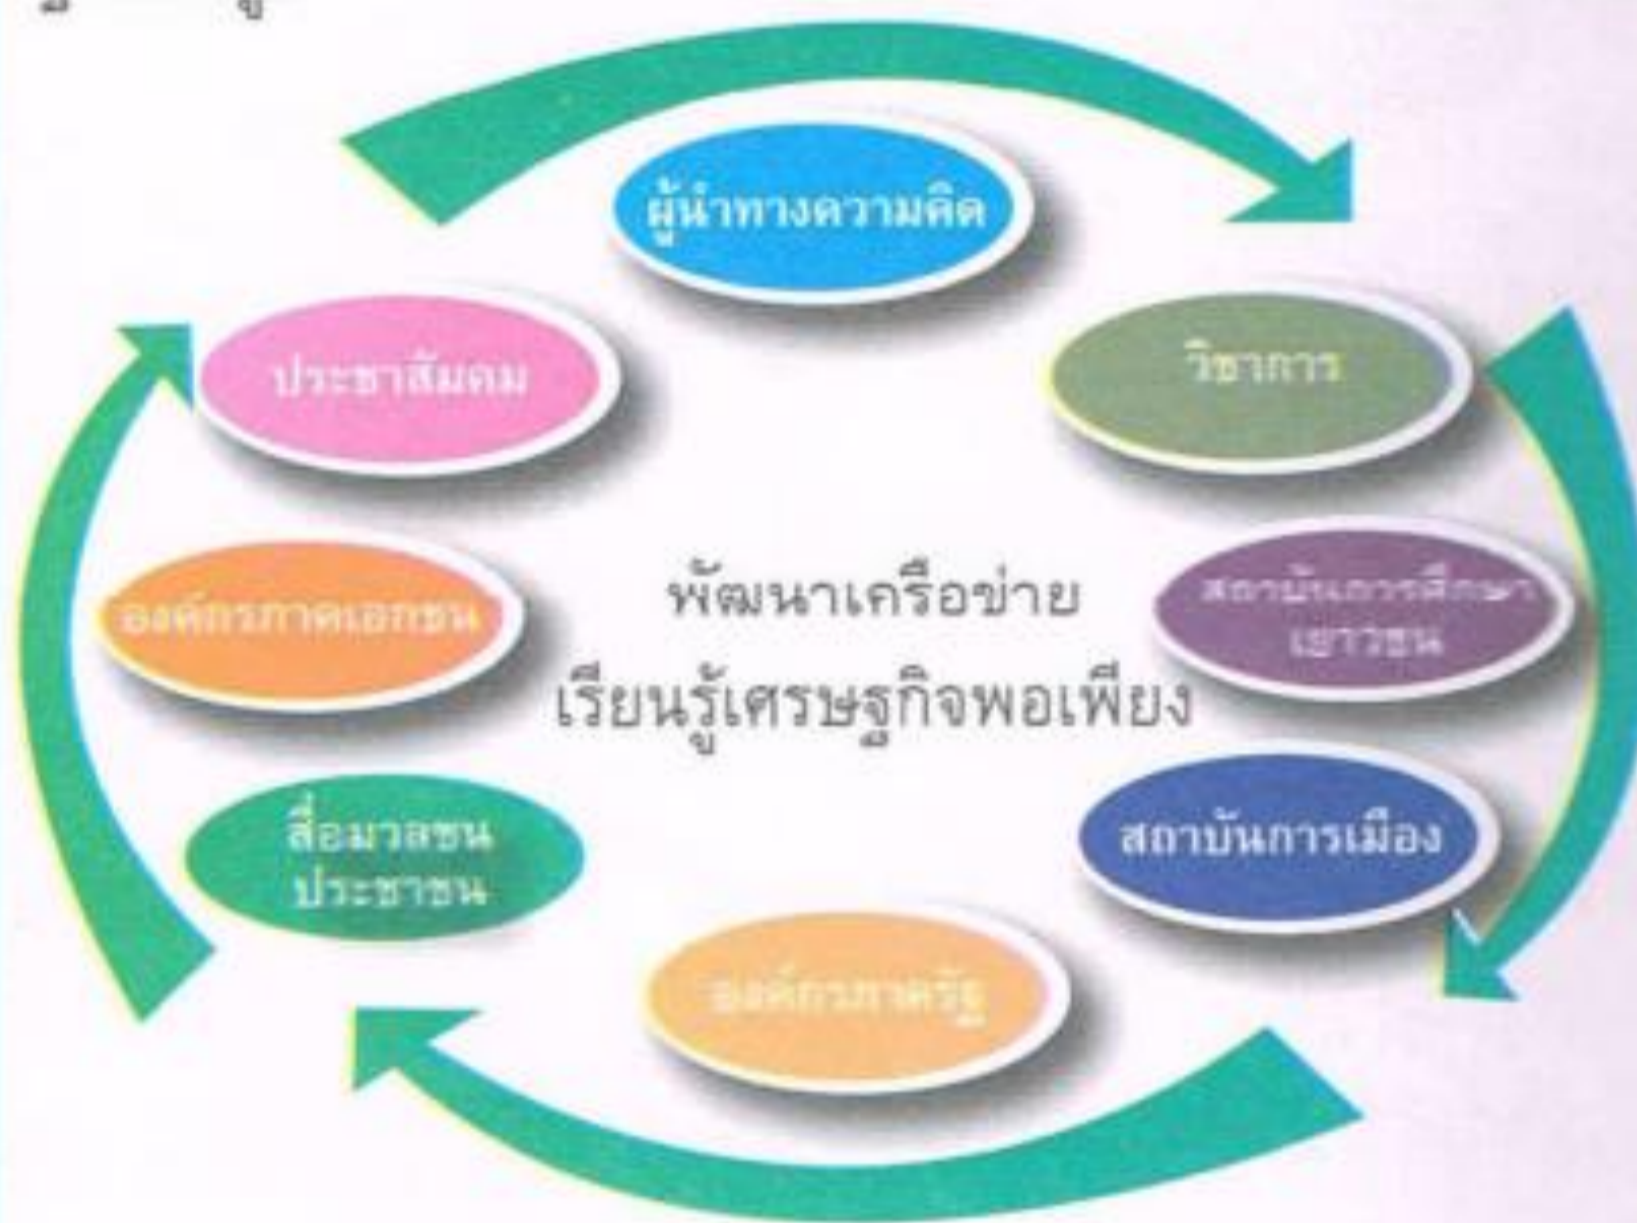 ผู้นำทางความคิด
ประชาสังคม
วิชาการ
องค์กรภาคเอกชน
พัฒนาเครือข่าย
เรียนรู้เศรษฐกิจพอเพียง
สถาบันการศึกษา
เยาวชน
สื่อมวลชน
ประชาชน
สถาบันการเมือง
องค์กรภาครัฐ